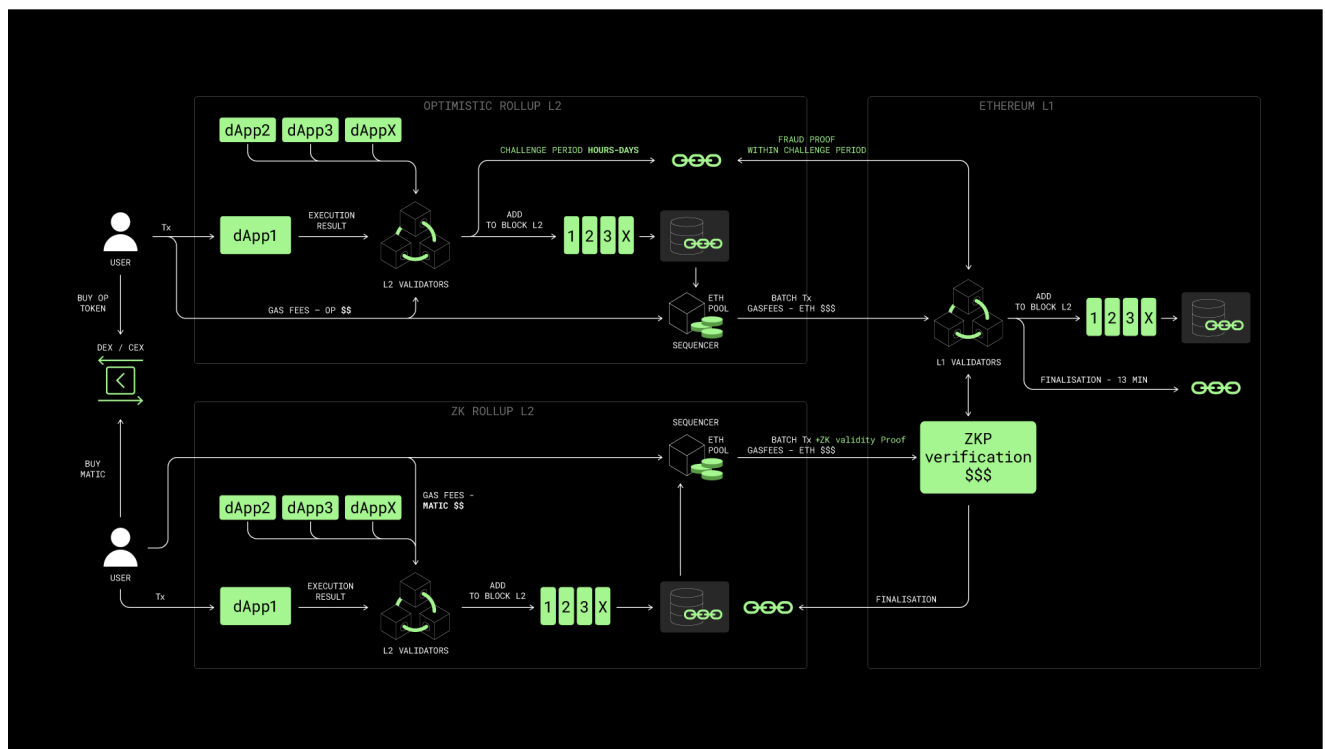 OPTIMISTIC ROLLUP L2
ETHEREUM L1
dApp2
dApp3
dAppX
CHALLENGE PERIOD HOURS-DAYS
FRAUD PROOF
WITHIN CHALLENGE PERIOD
Tx
dApp1
EXECUTION
RESULT
ADD
TO BLOCK L2
1 2 3 X
USER
L2 VALIDATORS
BUY OP
TOKEN
GAS FEES – OP $$
ETH
POOL
SEQUENCER
BATCH Tx
GASFEES – ETH $$$
L1 VALIDATORS
ADD
TO BLOCK L2
1 2 3 X
FINALISATION - 13 MIN
DEX / CEX
ZK ROLLUP L2
SEQUENCER
ETH
POOL
BATCH Tx +ZK validity Proof
GASFEES – ETH $$$
ZKP
verification
$$$
BUY
MATIC
GAS FEES –
MATIC $$
dApp2
dApp3
dAppX
USER
Tx
dApp1
EXECUTION
RESULT
ADD
TO BLOCK L2
1 2 3 X
L2 VALIDATORS
FINALISATION